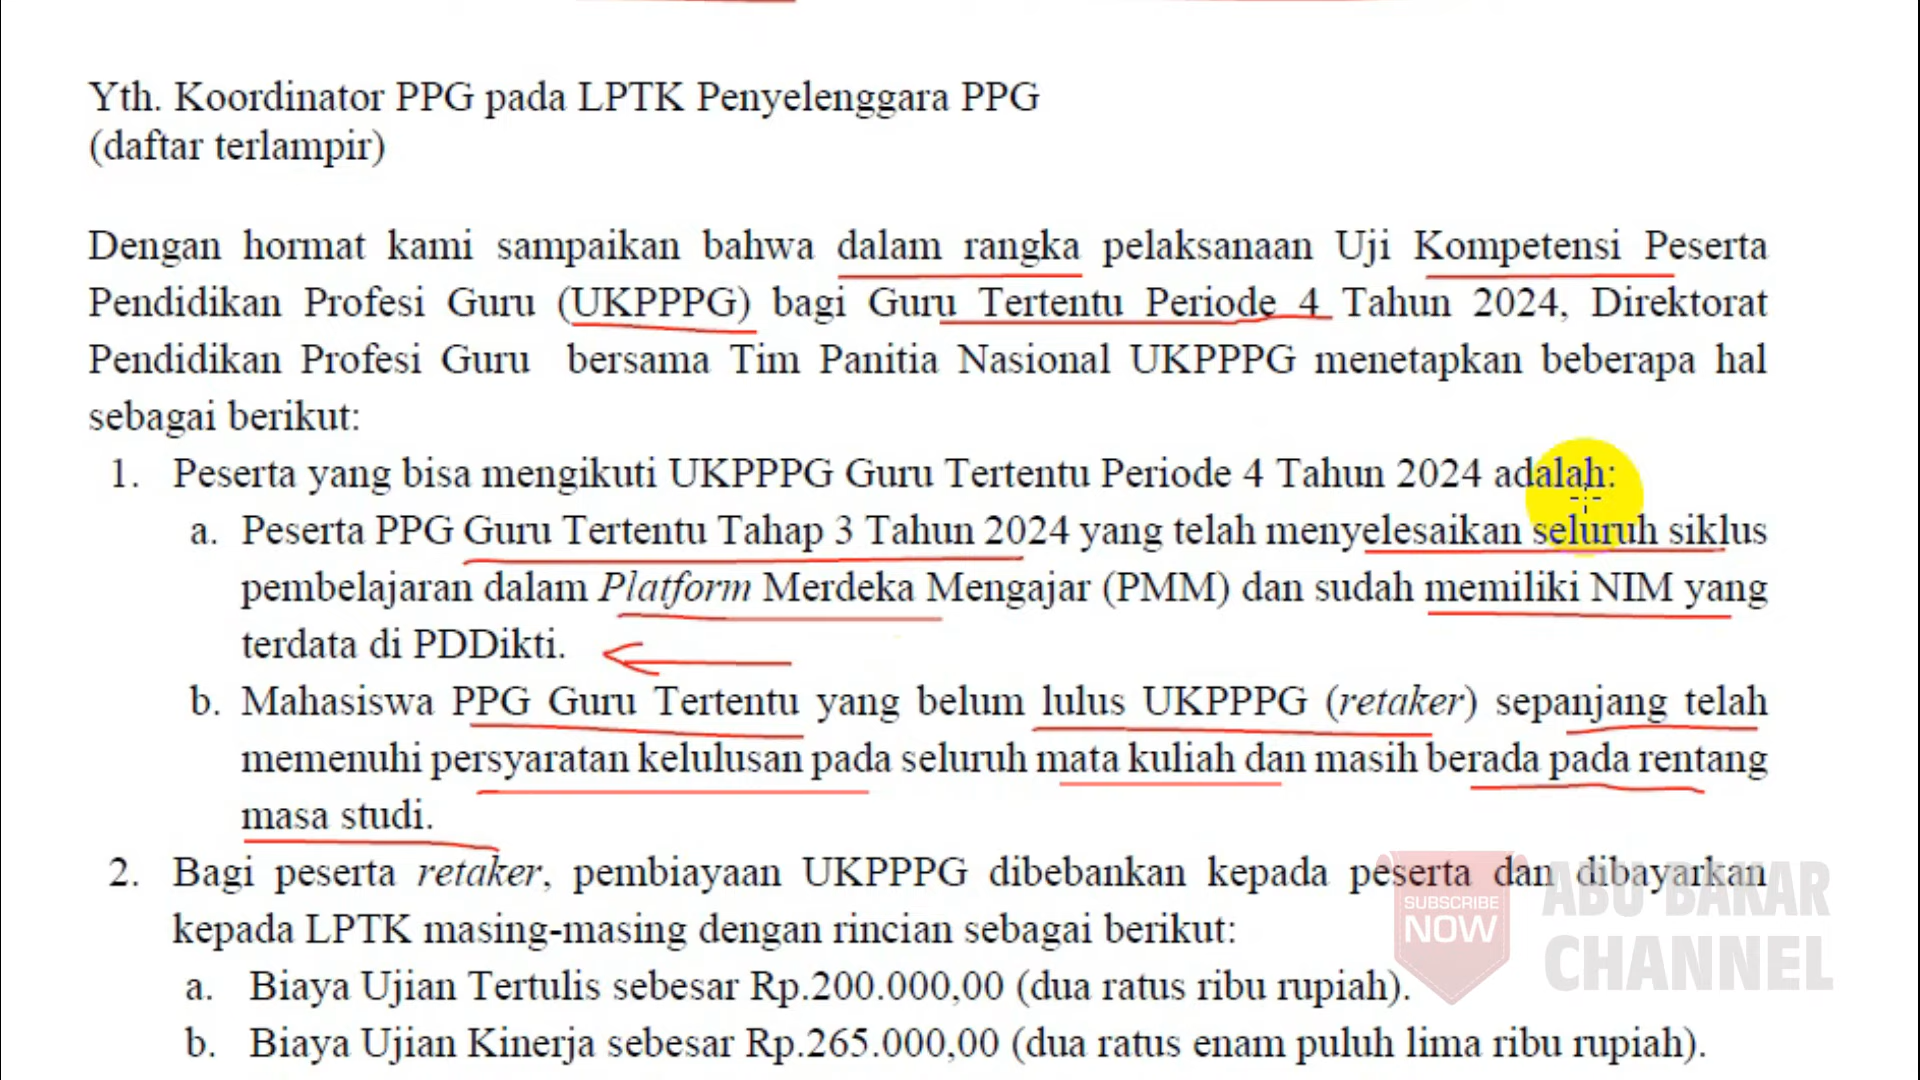 Yth. Koordinator PPG pada LPTK Penyelenggara PPG
(daftar terlampir)
Dengan hormat kami sampaikan bahwa dalam rangka pelaksanaan Uji Kompetensi Peserta
Pendidikan Profesi Guru (UKPPPG) bagi Guru Tertentu Periode 4 Tahun 2024, Direktorat
Pendidikan Profesi Guru bersama Tim Panitia Nasional UKPPPG menetapkan beberapa hal
sebagai berikut:
1. Peserta yang bisa mengikuti UKPPPG Guru Tertentu Periode 4 Tahun 2024 adalah:
a. Peserta PPG Guru Tertentu Tahap 3 Tahun 2024 yang telah menyelesaikan seluruh siklus
pembelajaran dalam Platform Merdeka Mengajar (PMM) dan sudah memiliki NIM yang
terdata di PDDikti.
b. Mahasiswa PPG Guru Tertentu yang belum lulus UKPPPG (retaker) sepanjang telah
memenuhi persyaratan kelulusan pada seluruh mata kuliah dan masih berada pada rentang
masa studi.
2. Bagi peserta retaker, pembiayaan UKPPPG dibebankan kepada peserta dan dibayarkan
kepada LPTK masing-masing dengan rincian sebagai berikut:
a. Biaya Ujian Tertulis sebesar Rp.200.000,00 (dua ratus ribu rupiah).
b. Biaya Ujian Kinerja sebesar Rp.265.000,00 (dua ratus enam puluh lima ribu rupiah).
SUBSCRIBE
NOW
ABU BAKAR
CHANNEL